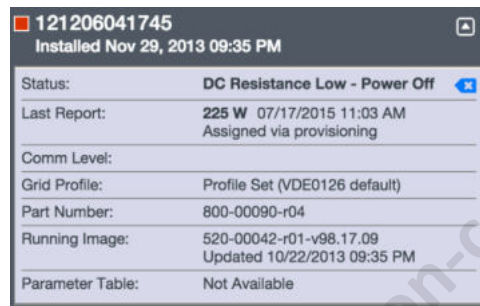 121206041745
Installed Nov 29, 2013 09:35 PM
Status: DC Resistance Low - Power Off
Last Report: 225 W 07/17/2015 11:03 AM
Assigned via provisioning
Comm Level:
Grid Profile: Profile Set (VDE0126 default)
Part Number: 800-00090-r04
Running Image: 520-00042-r01-v98.17.09
Updated 10/22/2013 09:35 PM
Parameter Table: Not Available